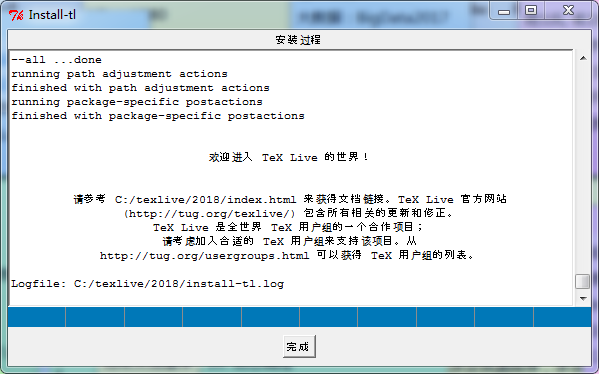 Install-tl
大数据：BigData2017
安装过程
--all ...done
running path adjustment actions
finished with path adjustment actions
running package-specific postactions
finished with package-specific postactions
欢迎进入 TeX Live 的世界！
请参考 C:/texlive/2018/index.html 来获得文档链接。TeX Live 官方网站
(http://tug.org/texlive/) 包含所有相关的更新和修正。
TeX Live 是全世界 TeX 用户组的一个合作项目；
请考虑加入合适的 TeX 用户组来支持该项目。从
http://tug.org/usergroups.html 可以获得 TeX 用户组的列表。
Logfile: C:/texlive/2018/install-tl.log
完成